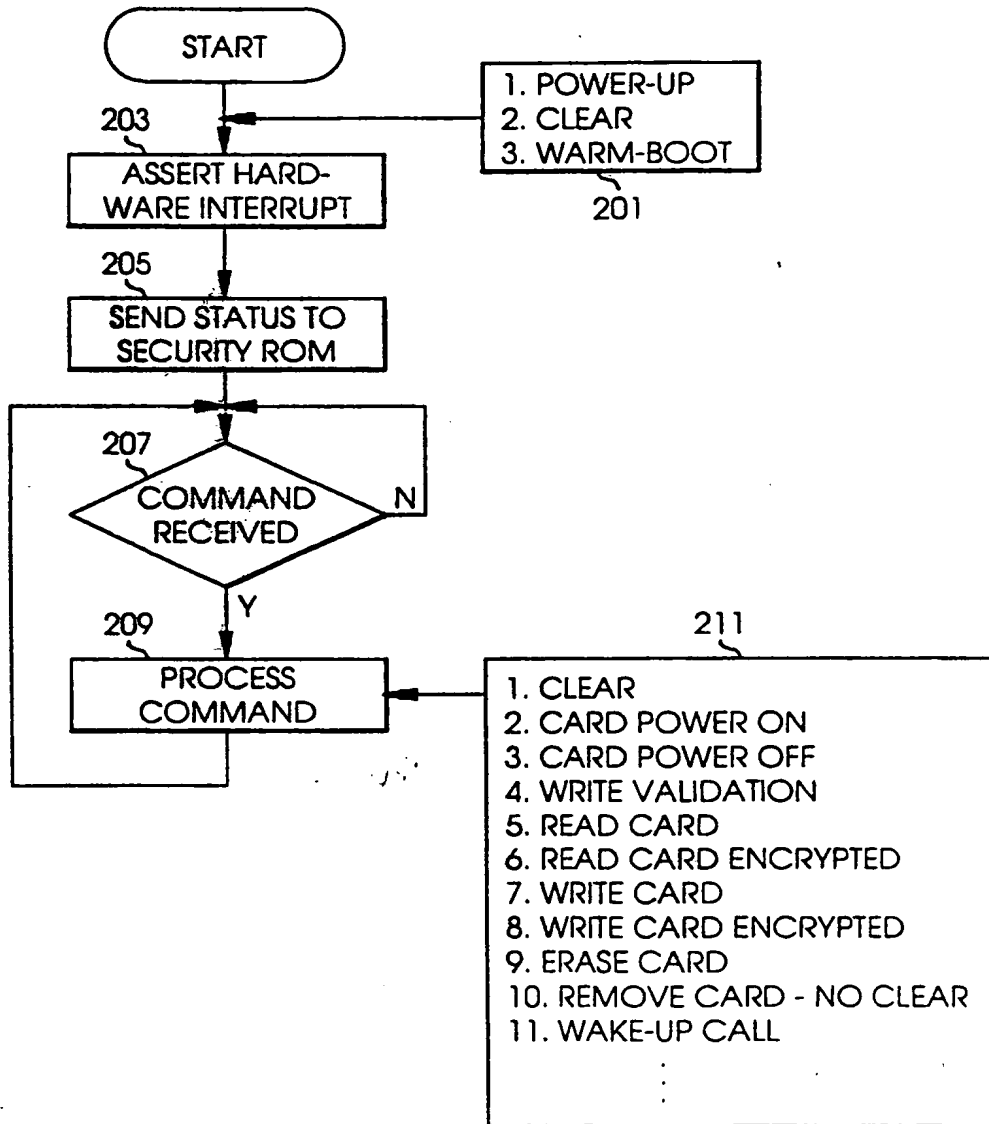 START
1. POWER-UP
2. CLEAR
3. WARM-BOOT
201
203
ASSERT HARD-
WARE INTERRUPT
205
SEND STATUS TO
SECURITY ROM
207
COMMAND
RECEIVED
N
Y
209
PROCESS
COMMAND
211
1. CLEAR
2. CARD POWER ON
3. CARD POWER OFF
4. WRITE VALIDATION
5. READ CARD
6. READ CARD ENCRYPTED
7. WRITE CARD
8. WRITE CARD ENCRYPTED
9. ERASE CARD
10. REMOVE CARD - NO CLEAR
11. WAKE-UP CALL